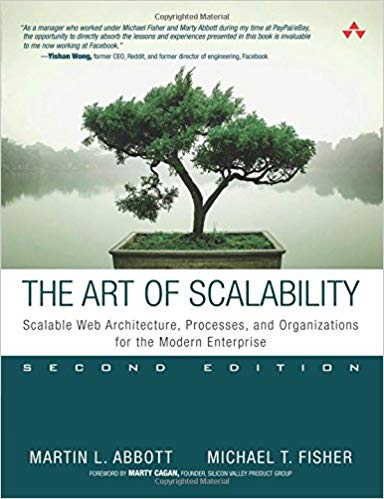 Copyrighted Material
"As a manager who worked under Michael Fisher and Marty Abbott during my time at PayPal/eBay,
the opportunity to directly absorb the lessons and experiences presented in this book is invaluable
to me now working at Facebook."
—Yishan Wong, former CEO, Reddit, and former director of engineering, Facebook
THE ART OF SCALABILITY
Scalable Web Architecture, Processes, and Organizations
for the Modern Enterprise
SECOND EDITION
MARTIN L. ABBOTT MICHAEL T. FISHER
FOREWORD BY MARTY CAGAN, FOUNDER, SILICON VALLEY PRODUCT GROUP
Copyrighted Material